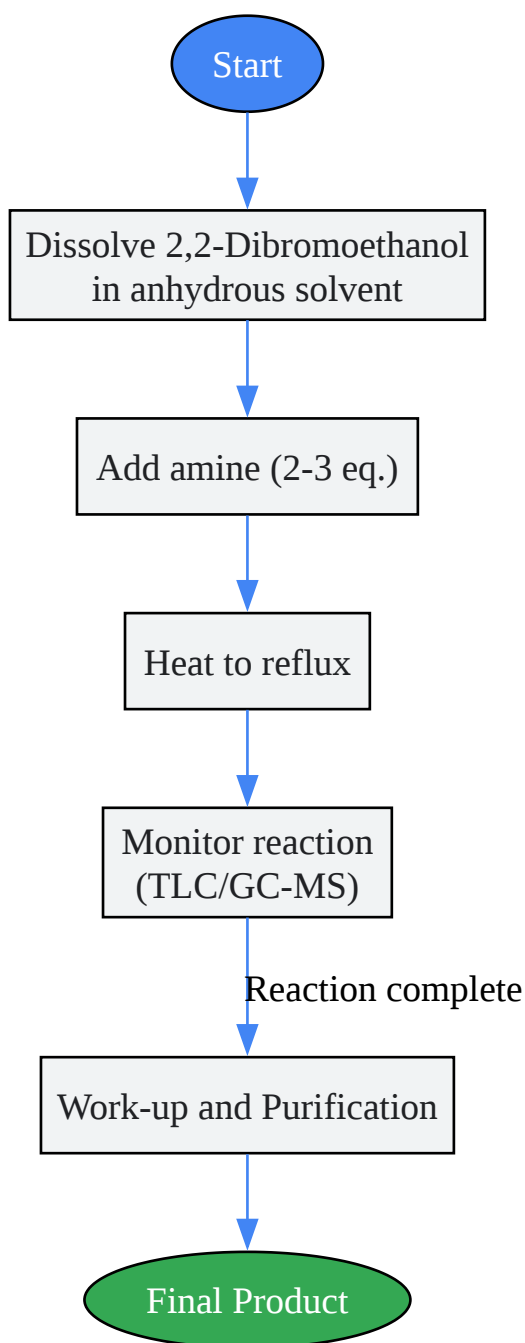 Start
Dissolve 2,2-Dibromoethanol
in anhydrous solvent
Add amine (2-3 eq.)
Heat to reflux
Monitor reaction
(TLC/GC-MS)
Reaction complete
Work-up and Purification
Final Product